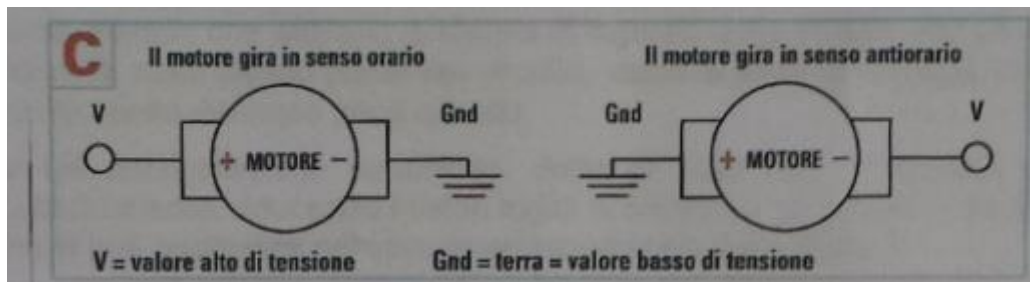 C
Il motore gira in senso orario
Il motore gira in senso antiorario
V
Gnd
Gnd
V
+ MOTORE −
+ MOTORE −
V = valore alto di tensione
Gnd = terra = valore basso di tensione